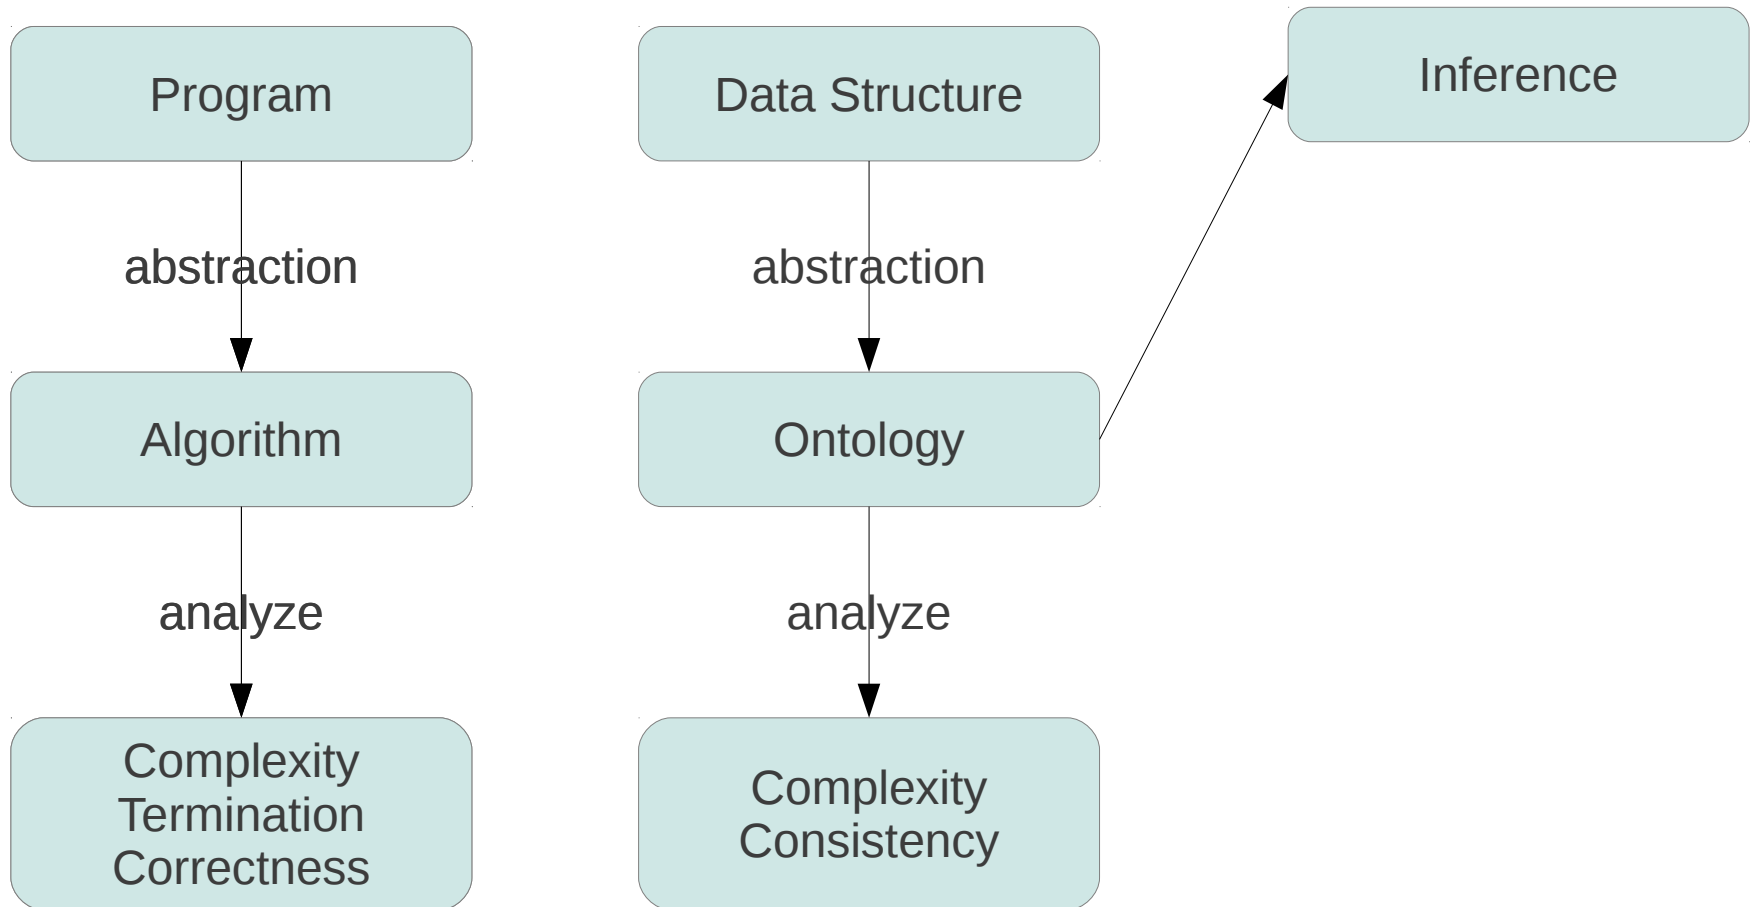 Program
Data Structure
Inference
abstraction
abstraction
Algorithm
Ontology
analyze
analyze
Complexity
Termination
Correctness
Complexity
Consistency